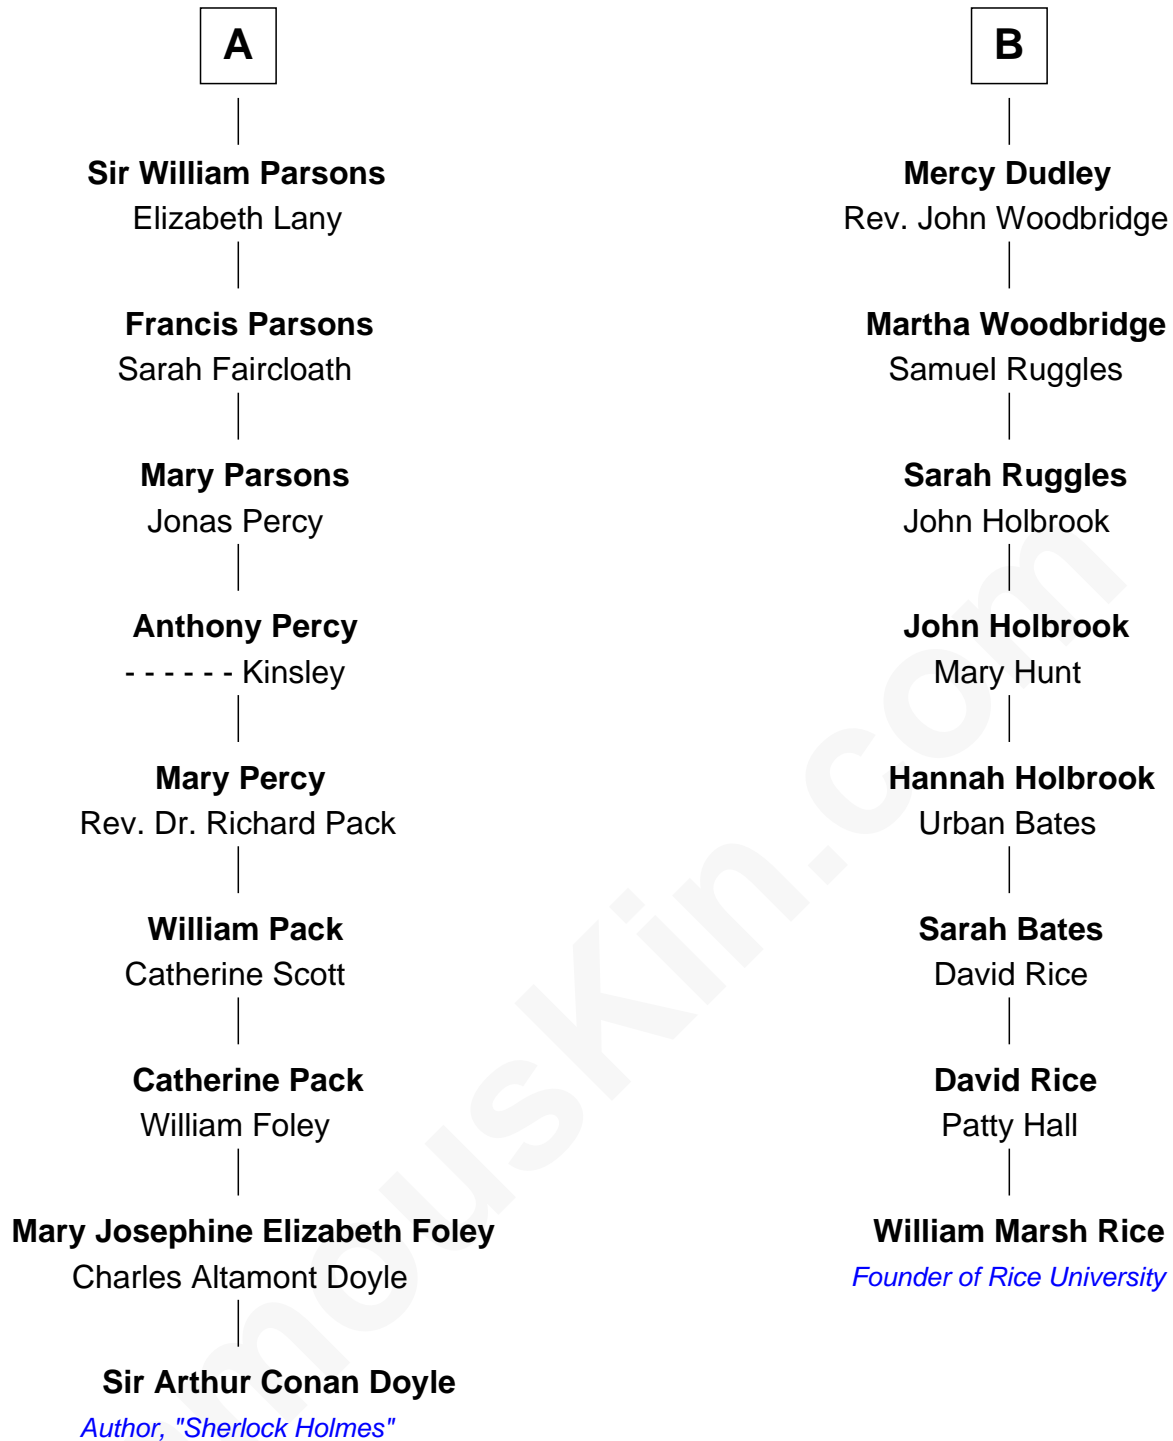 A
Sir William Parsons
Elizabeth Lany
Francis Parsons
Sarah Faircloath
Mary Parsons
Jonas Percy
Anthony Percy
- - - - - - Kinsley
Mary Percy
Rev. Dr. Richard Pack
William Pack
Catherine Scott
Catherine Pack
William Foley
Mary Josephine Elizabeth Foley
Charles Altamont Doyle
Sir Arthur Conan Doyle
Author, "Sherlock Holmes"
B
Mercy Dudley
Rev. John Woodbridge
Martha Woodbridge
Samuel Ruggles
Sarah Ruggles
John Holbrook
John Holbrook
Mary Hunt
Hannah Holbrook
Urban Bates
Sarah Bates
David Rice
David Rice
Patty Hall
William Marsh Rice
Founder of Rice University
mouskin.com